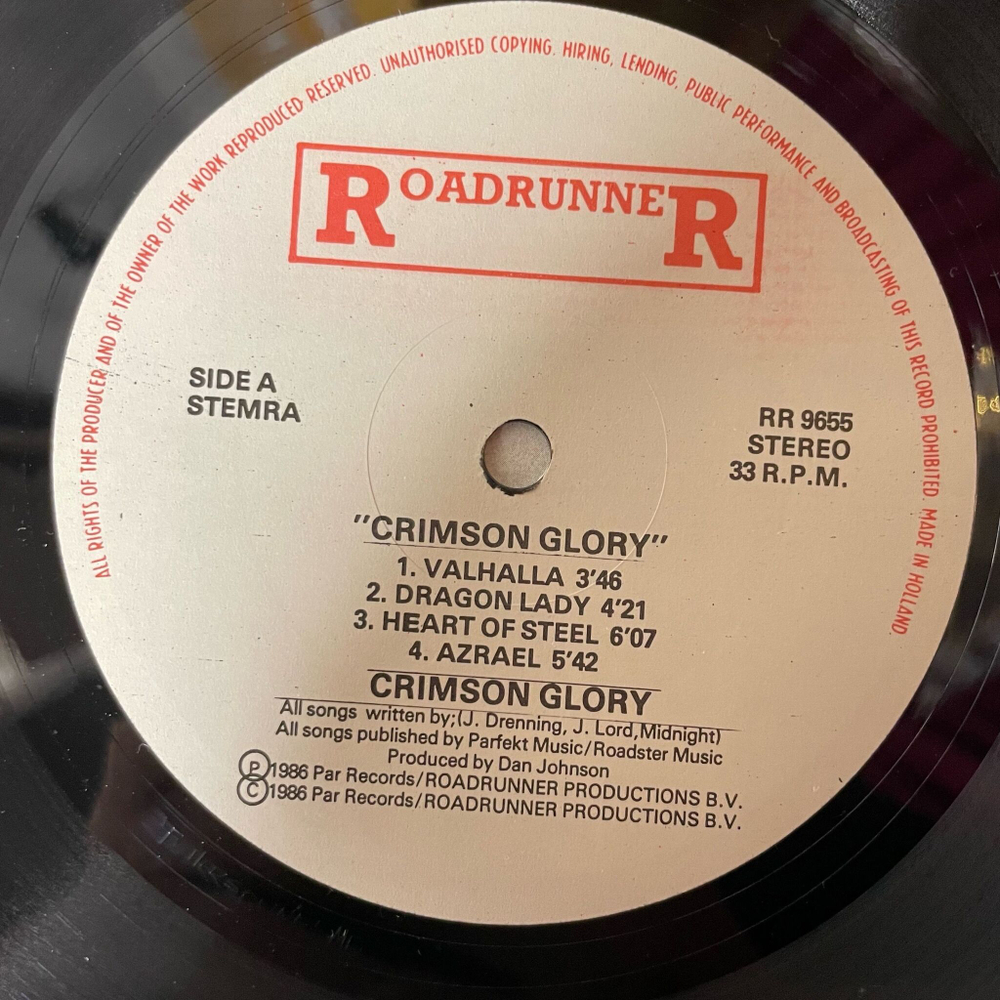 ALL RIGHTS OF THE PRODUCER AND OF THE OWNER OF THE WORK REPRODUCED RESERVED. UNAUTHORISED COPYING. HIRING, LENDING, PUBLIC PERFORMANCE AND BROADCASTING OF THIS RECORD PROHIBITED. MADE IN HOLLAND
ROADRUNNER
SIDE A
STEMRA
RR 9655
STEREO
33 R.P.M.
"CRIMSON GLORY"
1. VALHALLA 3'46
2. DRAGON LADY 4'21
3. HEART OF STEEL 6'07
4. AZRAEL 5'42
CRIMSON GLORY
All songs written by;(J. Drenning, J. Lord,Midnight)
All songs published by Parfekt Music/Roadster Music
Produced by Dan Johnson
Ⓟ1986 Par Records/ROADRUNNER PRODUCTIONS B.V.
©1986 Par Records/ROADRUNNER PRODUCTIONS B.V.